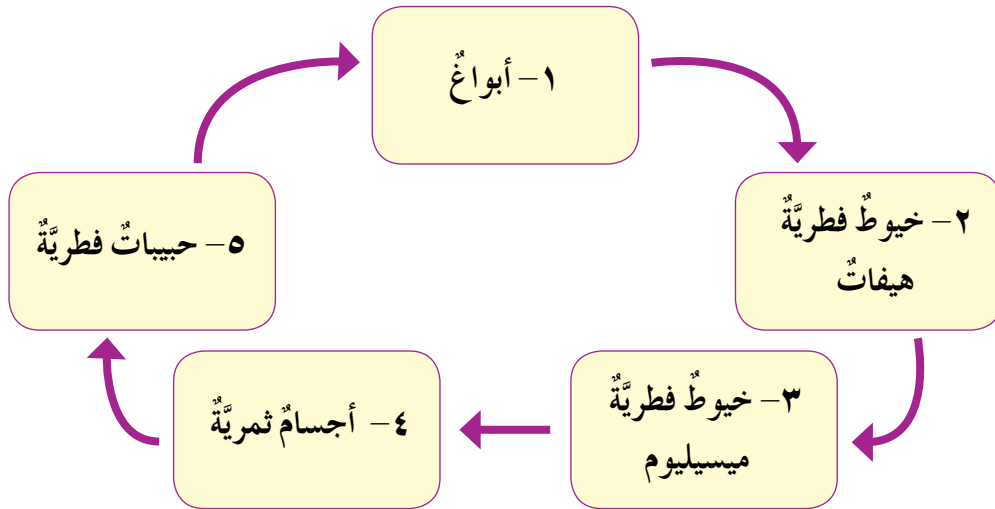 ١– أبواغٌ
٢– خيوطٌ فطريَّةٌ
هيفاتٌ
٣– خيوطٌ فطريَّةٌ
ميسيليوم
٤– أجسامٌ ثمريَّةٌ
٥– حبيباتٌ فطريَّةٌ